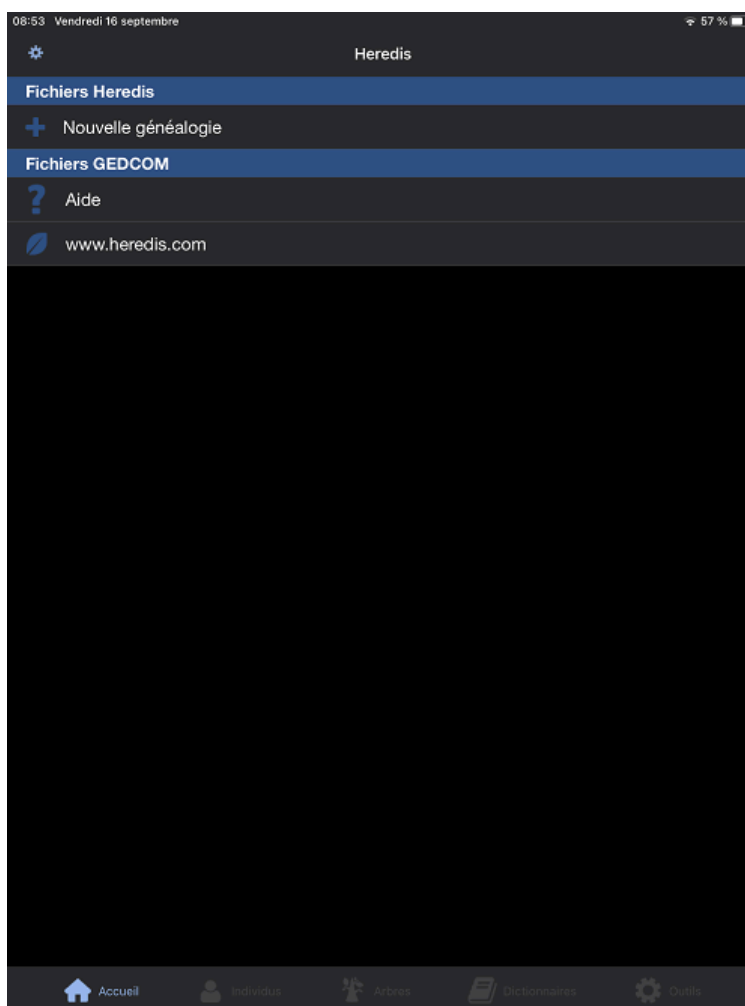 08:53 Vendredi 16 septembre 57 %
Heredis
Fichiers Heredis
Nouvelle généalogie
Fichiers GEDCOM
Aide
www.heredis.com
Accueil Individus Arbres Dictionnaires Outils